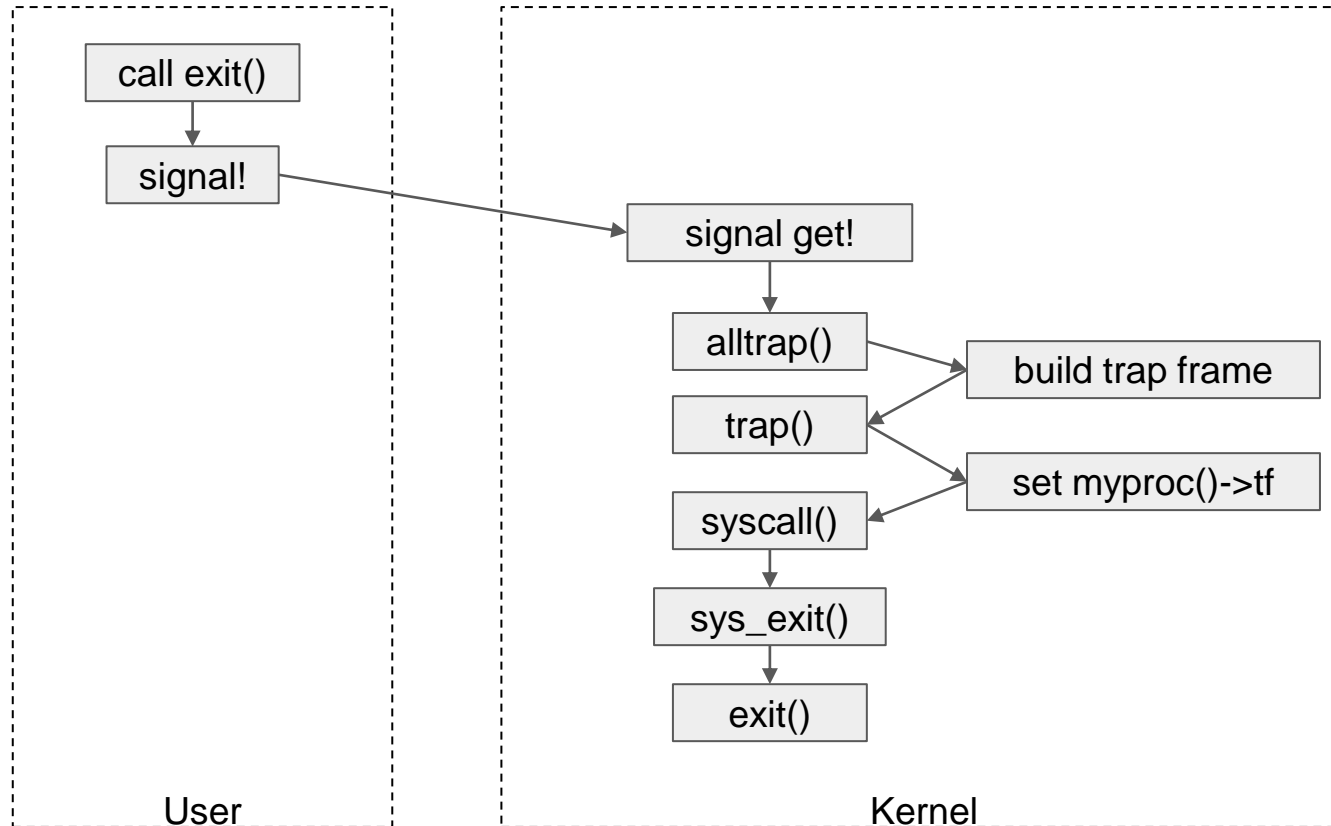 call exit()
signal!
signal get!
alltrap()
build trap frame
trap()
set myproc()->tf
syscall()
sys_exit()
exit()
User
Kernel